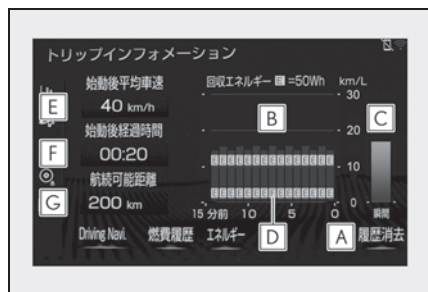 トリップインフォメーション
始動後平均車速
40 km/h
始動後経過時間
00:20
航続可能距離
200 km
回収エネルギー E =50Wh
km/L
30
20
10
0
15 分前 10 5 0
瞬間
A
B
C
D
E
F
G
Driving Navi.
燃費履歴
エネルギー
履歴消去